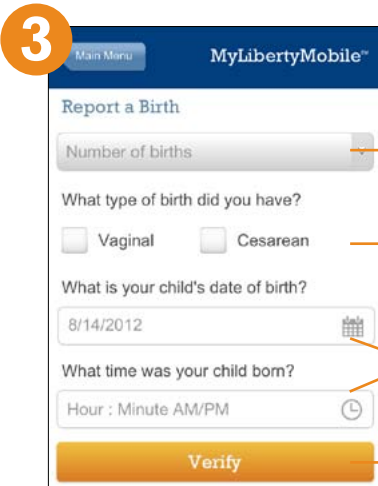 3
Main Menu
MyLibertyMobile™
Report a Birth
Number of births
What type of birth did you have?
Vaginal Cesarean
What is your child's date of birth?
8/14/2012
What time was your child born?
Hour : Minute AM/PM
Verify